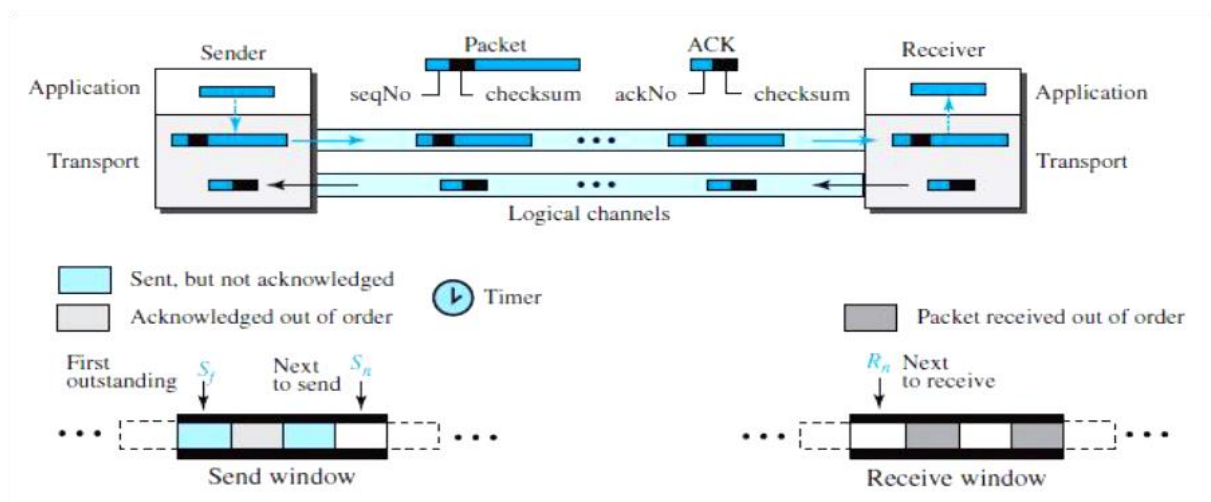 Sender
Packet
ACK
Receiver
Application
seqNo
checksum
ackNo
checksum
Application
Transport
Transport
Logical channels
Sent, but not acknowledged
Timer
Acknowledged out of order
Packet received out of order
First
outstanding
Sf
Next
to send
Sn
Rn
Next
to receive
Send window
Receive window